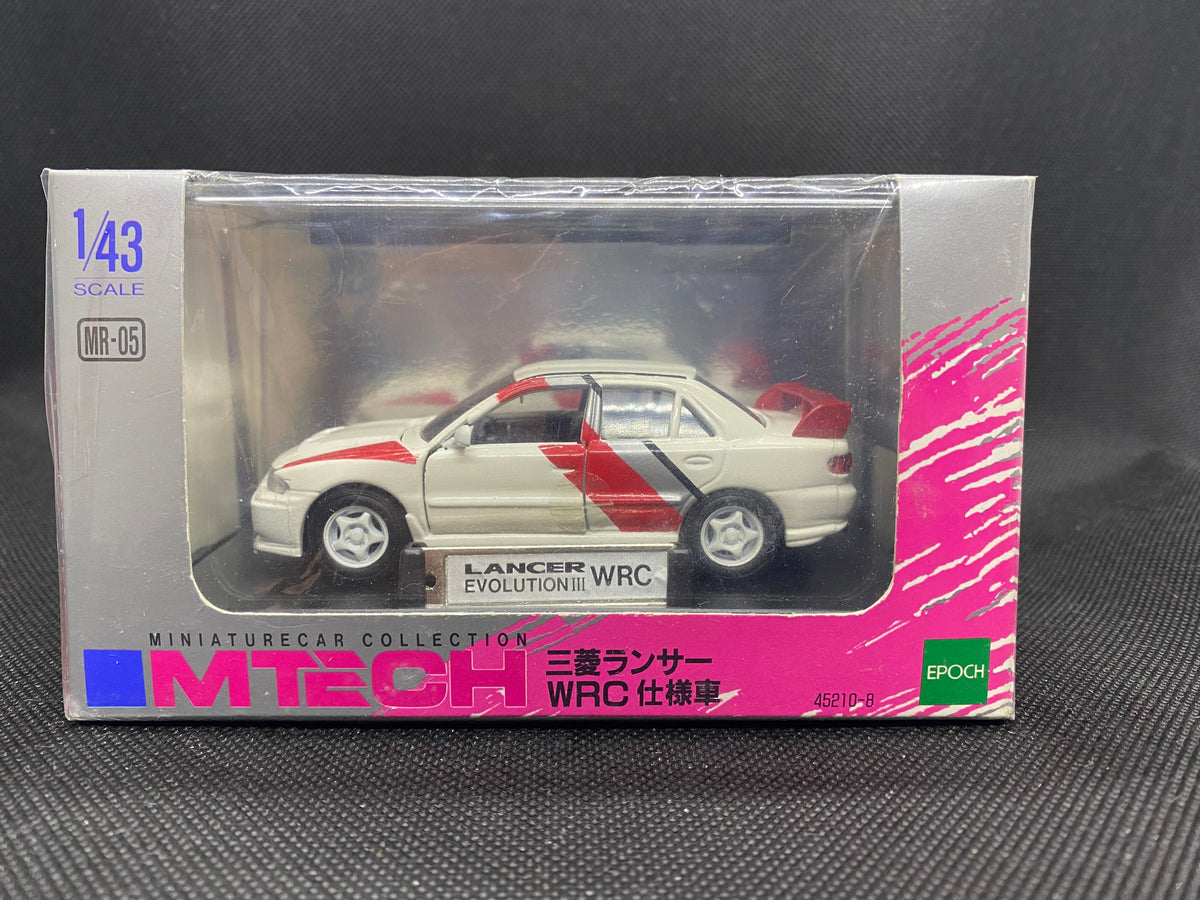 1/43
SCALE
MR-05
LANCER
EVOLUTION III WRC
MINIATURECAR COLLECTION
MTECH
三菱ランサー
WRC 仕様車
45210-8
EPOCH